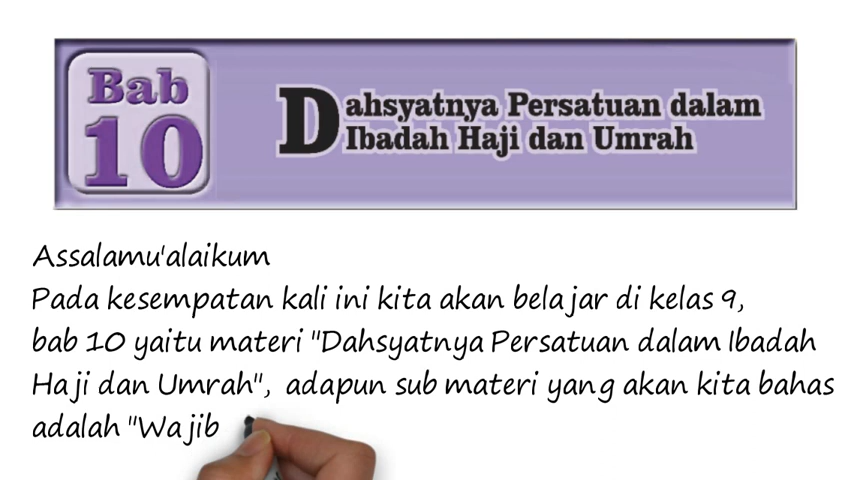 Bab
10
Dahsyatnya Persatuan dalam
Ibadah Haji dan Umrah
Assalamu'alaikum
Pada kesempatan kali ini kita akan belajar di kelas 9,
bab 10 yaitu materi "Dahsyatnya Persatuan dalam Ibadah
Haji dan Umrah", adapun sub materi yang akan kita bahas
adalah "Wajib